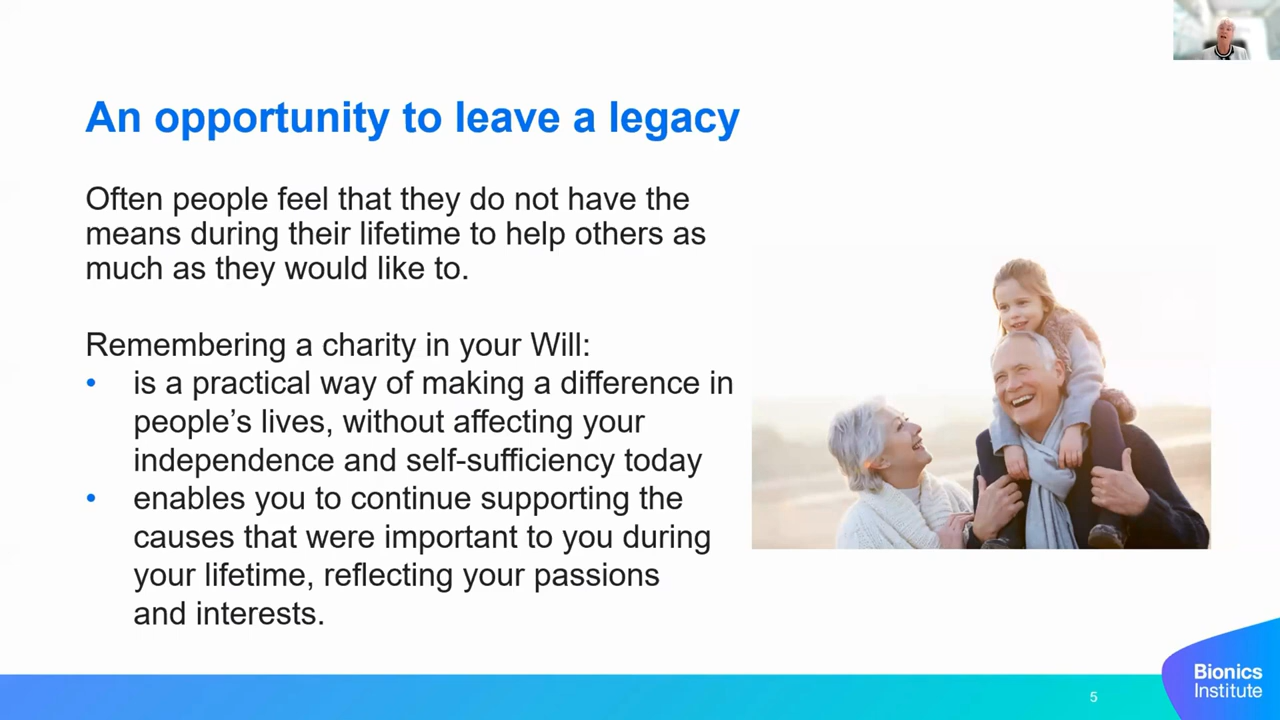 An opportunity to leave a legacy
Often people feel that they do not have the
means during their lifetime to help others as
much as they would like to.
Remembering a charity in your Will:
• is a practical way of making a difference in
people’s lives, without affecting your
independence and self-sufficiency today
• enables you to continue supporting the
causes that were important to you during
your lifetime, reflecting your passions
and interests.
5
Bionics
Institute